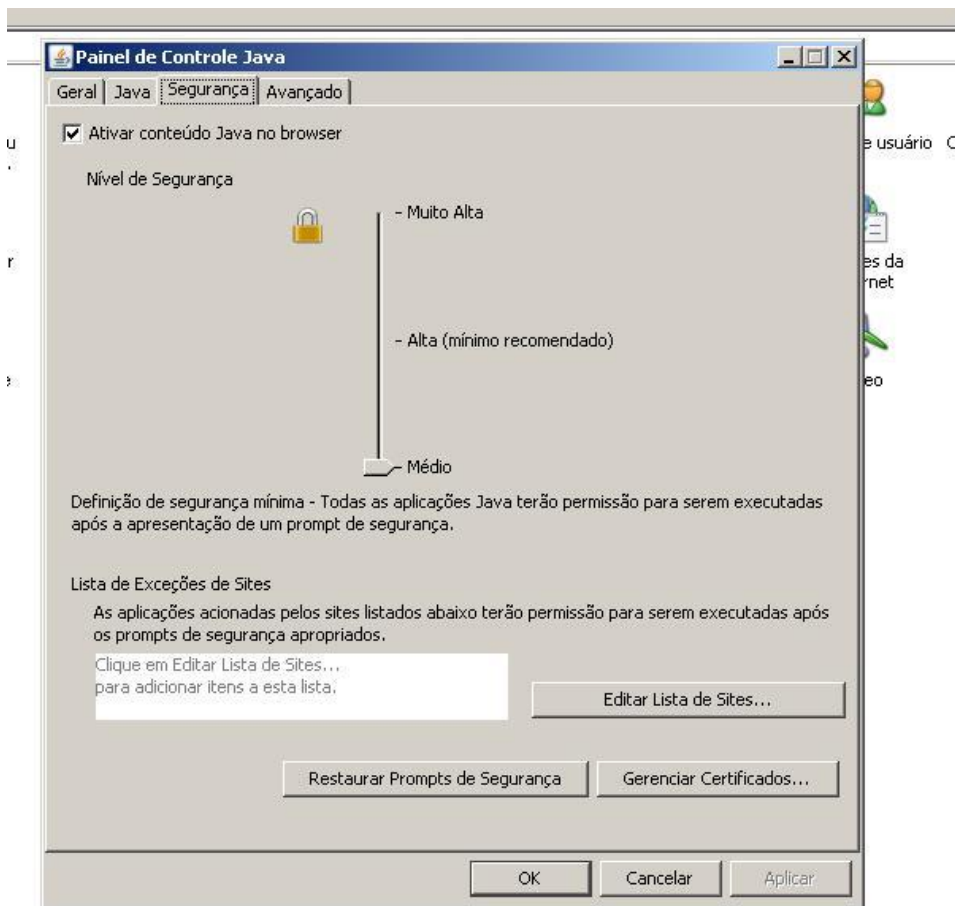 Painel de Controle Java
Geral Java Segurança Avançado
Ativar conteúdo Java no browser
u
e usuário C
.
Nível de Segurança
- Muito Alta
r
es da
rnet
- Alta (mínimo recomendado)
eo
- Médio
Definição de segurança mínima - Todas as aplicações Java terão permissão para serem executadas
após a apresentação de um prompt de segurança.
Lista de Exceções de Sites
As aplicações acionadas pelos sites listados abaixo terão permissão para serem executadas após
os prompts de segurança apropriados.
Clique em Editar Lista de Sites...
para adicionar itens a esta lista.
Editar Lista de Sites...
Restaurar Prompts de Segurança
Gerenciar Certificados...
OK Cancelar Aplicar